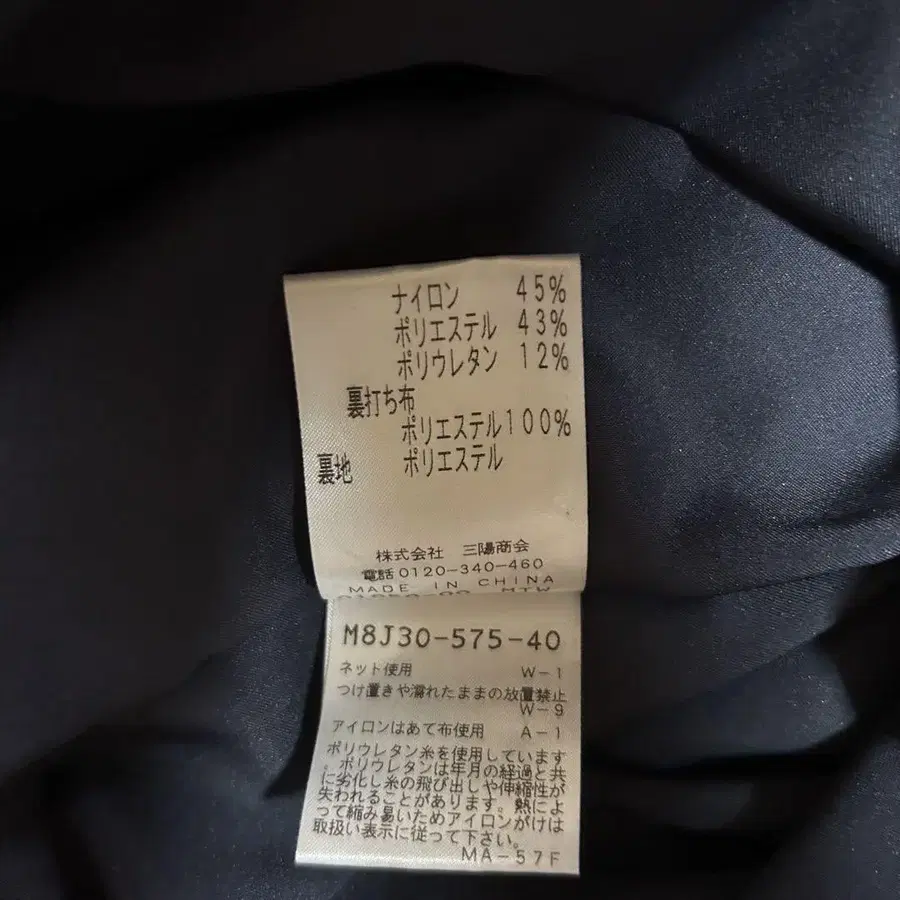 ナイロン 45%
ポリエステル 43%
ポリウレタン 12%
裏打ち布
ポリエステル100%
裏地 ポリエステル
株式会社 三陽商会
電話0120-340-460
MADE IN CHINA
M8J30-575-40
ネット使用 W-1
つけ置きや濡れたままの放置禁止
W-9
アイロンはあて布使用 A-1
ポリウレタン糸を使用しています
。ポリウレタンは年月の経過と共
に劣化し糸の飛び出しや伸縮性が
失われることがあります。熱によ
って縮み易いためアイロンがけは
取扱い表示に従って下さい。
MA-57F